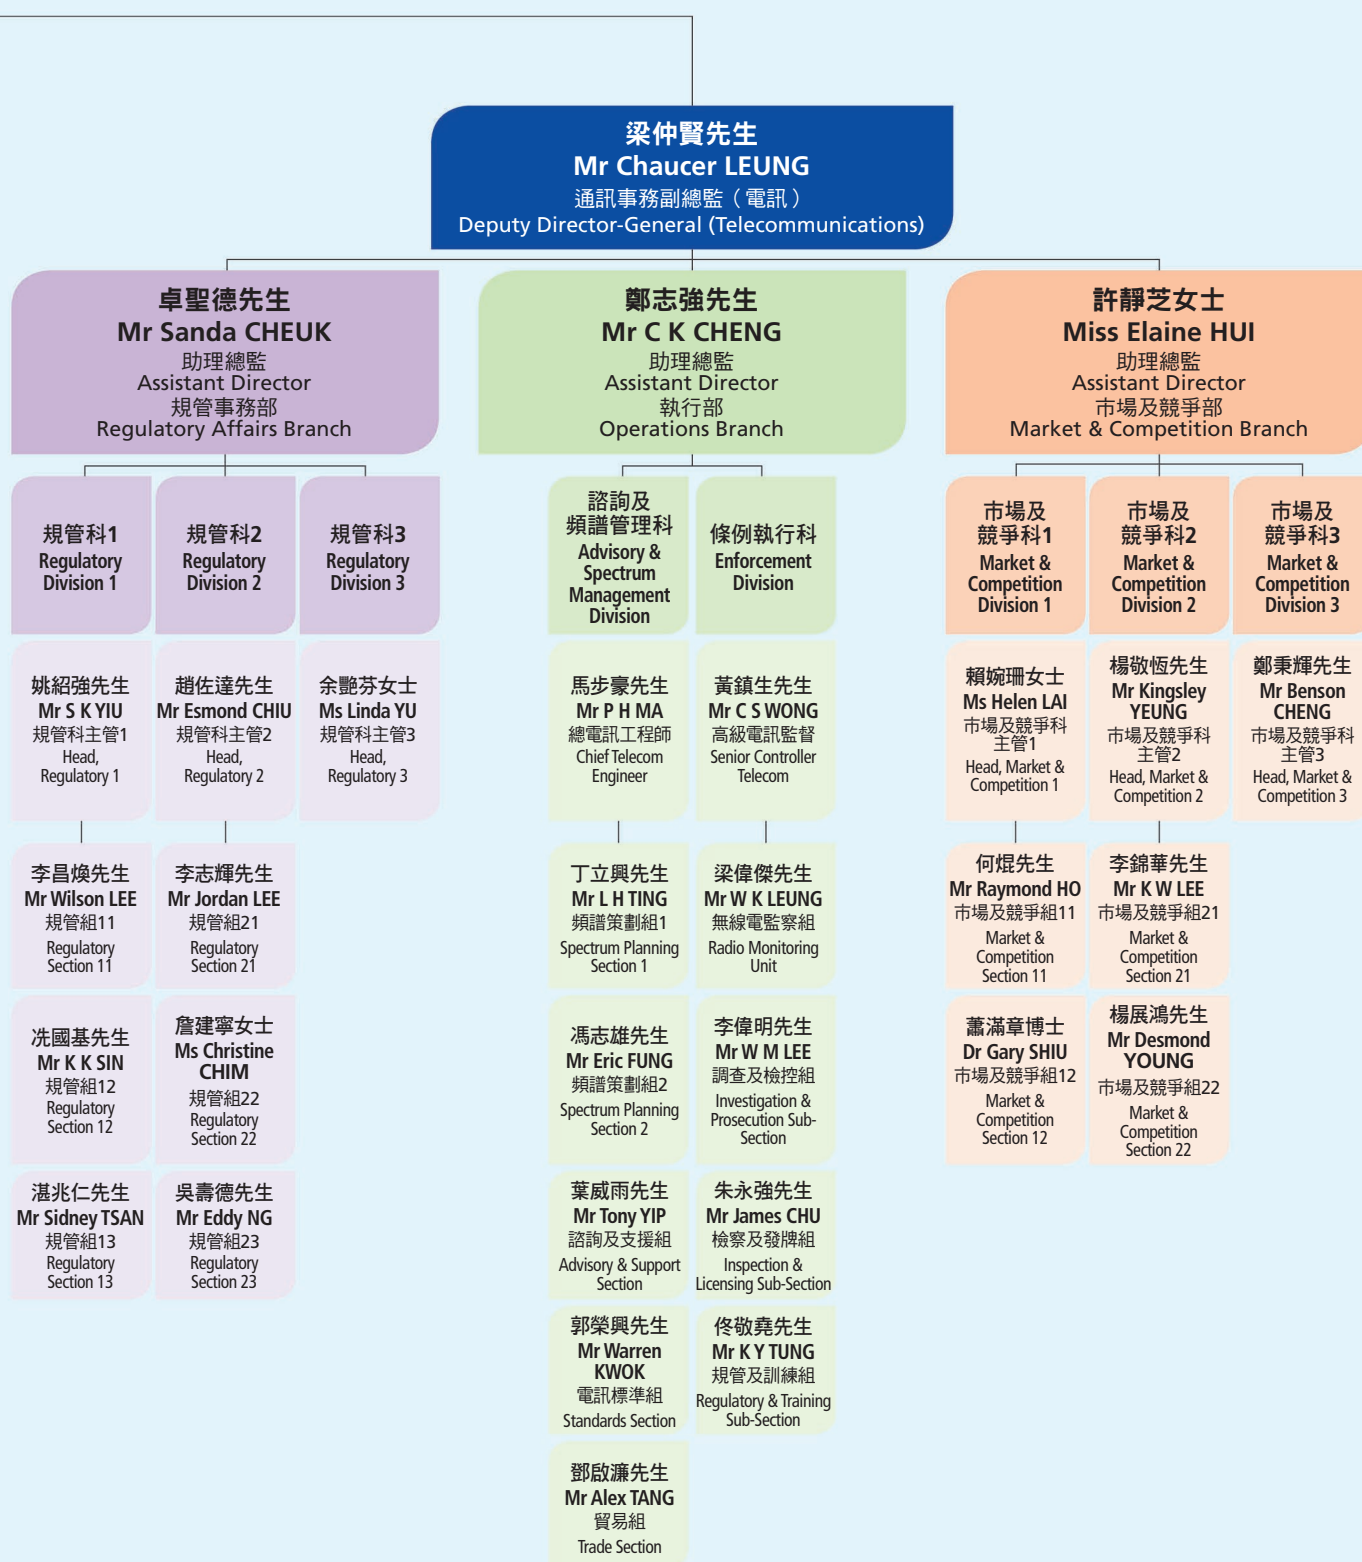 梁仲賢先生
Mr Chaucer LEUNG
通訊事務副總監（電訊）
Deputy Director-General (Telecommunications)
卓聖德先生
Mr Sanda CHEUK
助理總監
Assistant Director
規管事務部
Regulatory Affairs Branch
規管科1
Regulatory
Division 1
姚紹強先生
Mr S K YIU
規管科主管1
Head,
Regulatory 1
李昌煥先生
Mr Wilson LEE
規管組11
Regulatory
Section 11
冼國基先生
Mr K K SIN
規管組12
Regulatory
Section 12
湛兆仁先生
Mr Sidney TSAN
規管組13
Regulatory
Section 13
規管科2
Regulatory
Division 2
趙佐達先生
Mr Esmond CHIU
規管科主管2
Head,
Regulatory 2
李志輝先生
Mr Jordan LEE
規管組21
Regulatory
Section 21
詹建寧女士
Ms Christine
CHIM
規管組22
Regulatory
Section 22
吳壽德先生
Mr Eddy NG
規管組23
Regulatory
Section 23
規管科3
Regulatory
Division 3
余艷芬女士
Ms Linda YU
規管科主管3
Head,
Regulatory 3
鄭志強先生
Mr C K CHENG
助理總監
Assistant Director
執行部
Operations Branch
諮詢及
頻譜管理科
Advisory &
Spectrum
Management
Division
馬步豪先生
Mr P H MA
總電訊工程師
Chief Telecom
Engineer
丁立興先生
Mr L H TING
頻譜策劃組1
Spectrum Planning
Section 1
馮志雄先生
Mr Eric FUNG
頻譜策劃組2
Spectrum Planning
Section 2
葉威雨先生
Mr Tony YIP
諮詢及支援組
Advisory & Support
Section
郭榮興先生
Mr Warren
KWOK
電訊標準組
Standards Section
鄧啟濂先生
Mr Alex TANG
貿易組
Trade Section
條例執行科
Enforcement
Division
黃鎮生先生
Mr C S WONG
高級電訊監督
Senior Controller
Telecom
梁偉傑先生
Mr W K LEUNG
無線電監察組
Radio Monitoring
Unit
李偉明先生
Mr W M LEE
調查及檢控組
Investigation &
Prosecution Sub-
Section
朱永強先生
Mr James CHU
檢察及發牌組
Inspection &
Licensing Sub-Section
佟敬堯先生
Mr K Y TUNG
規管及訓練組
Regulatory & Training
Sub-Section
許靜芝女士
Miss Elaine HUI
助理總監
Assistant Director
市場及競爭部
Market & Competition Branch
市場及
競爭科1
Market &
Competition
Division 1
賴婉珊女士
Ms Helen LAI
市場及競爭科
主管1
Head, Market &
Competition 1
何焜先生
Mr Raymond HO
市場及競爭組11
Market &
Competition
Section 11
蕭滿章博士
Dr Gary SHIU
市場及競爭組12
Market &
Competition
Section 12
市場及
競爭科2
Market &
Competition
Division 2
楊敬恆先生
Mr Kingsley
YEUNG
市場及競爭科
主管2
Head, Market &
Competition 2
李錦華先生
Mr K W LEE
市場及競爭組21
Market &
Competition
Section 21
楊展鴻先生
Mr Desmond
YOUNG
市場及競爭組22
Market &
Competition
Section 22
市場及
競爭科3
Market &
Competition
Division 3
鄭秉輝先生
Mr Benson
CHENG
市場及競爭科
主管3
Head, Market &
Competition 3